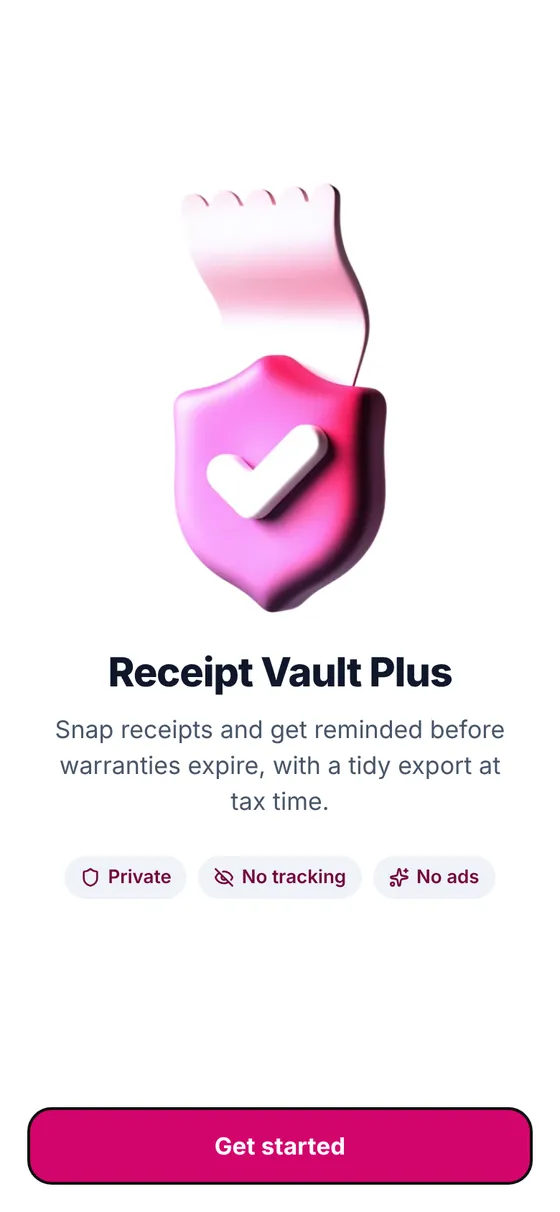 Receipt Vault Plus
Snap receipts and get reminded before
warranties expire, with a tidy export at
tax time.
Private
No tracking
No ads
Get started